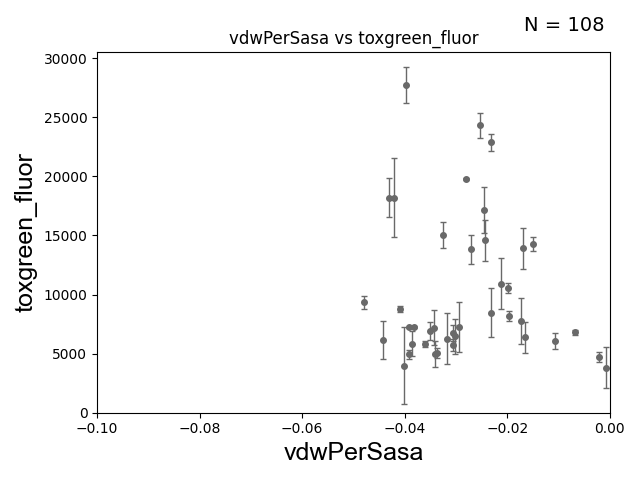 N = 108
vdwPerSasa vs toxgreen_fluor
30000
25000
20000
15000
10000
5000
0
toxgreen_fluor
−0.10 −0.08 −0.06 −0.04 −0.02 0.00
vdwPerSasa